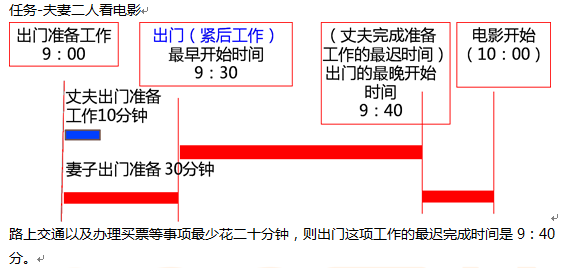 任务-夫妻二人看电影
出门准备工作
9：00
出门（紧后工作）
最早开始时间
9：30
（丈夫完成准备
工作的最迟时间）
出门的最晚开始
时间
9：40
电影开始
（10：00）
丈夫出门准备
工作10分钟
妻子出门准备 30分钟
路上交通以及办理买票等事项最少花二十分钟，则出门这项工作的最迟完成时间是 9：40
分。